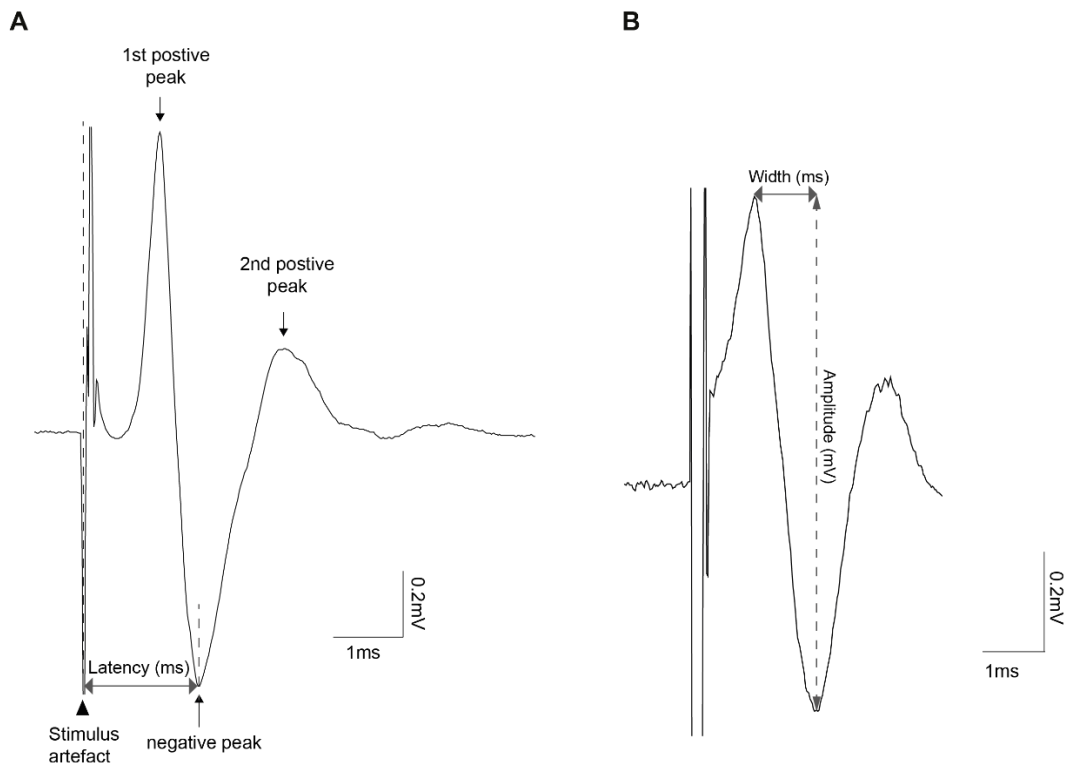 A
1st postive
peak
2nd postive
peak
0.2mV
1ms
Latency (ms)
Stimulus
artefact
negative peak
B
Width (ms)
Amplitude (mV)
0.2mV
1ms